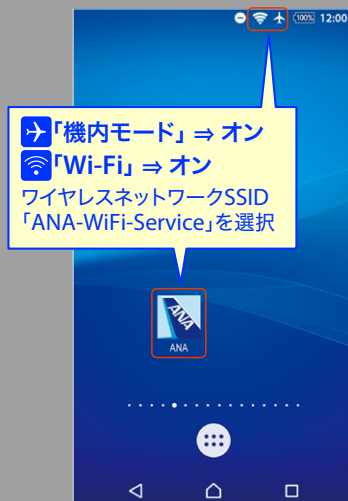 100% 12:00
「機内モード」 ⇒ オン
「Wi-Fi」 ⇒ オン
ワイヤレスネットワークSSID
「ANA-WiFi-Service」を選択
ANA
ANA